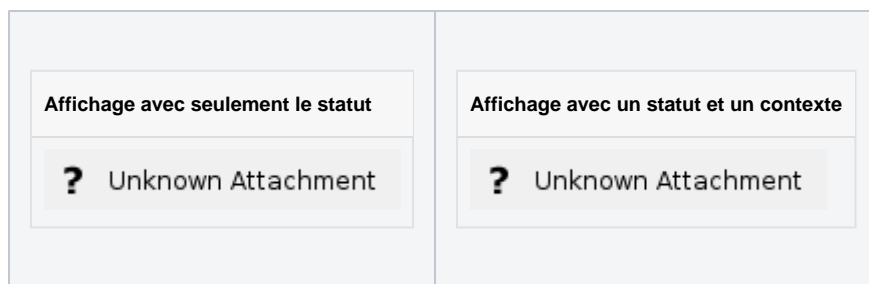 Affichage avec seulement le statut
? Unknown Attachment
Affichage avec un statut et un contexte
? Unknown Attachment